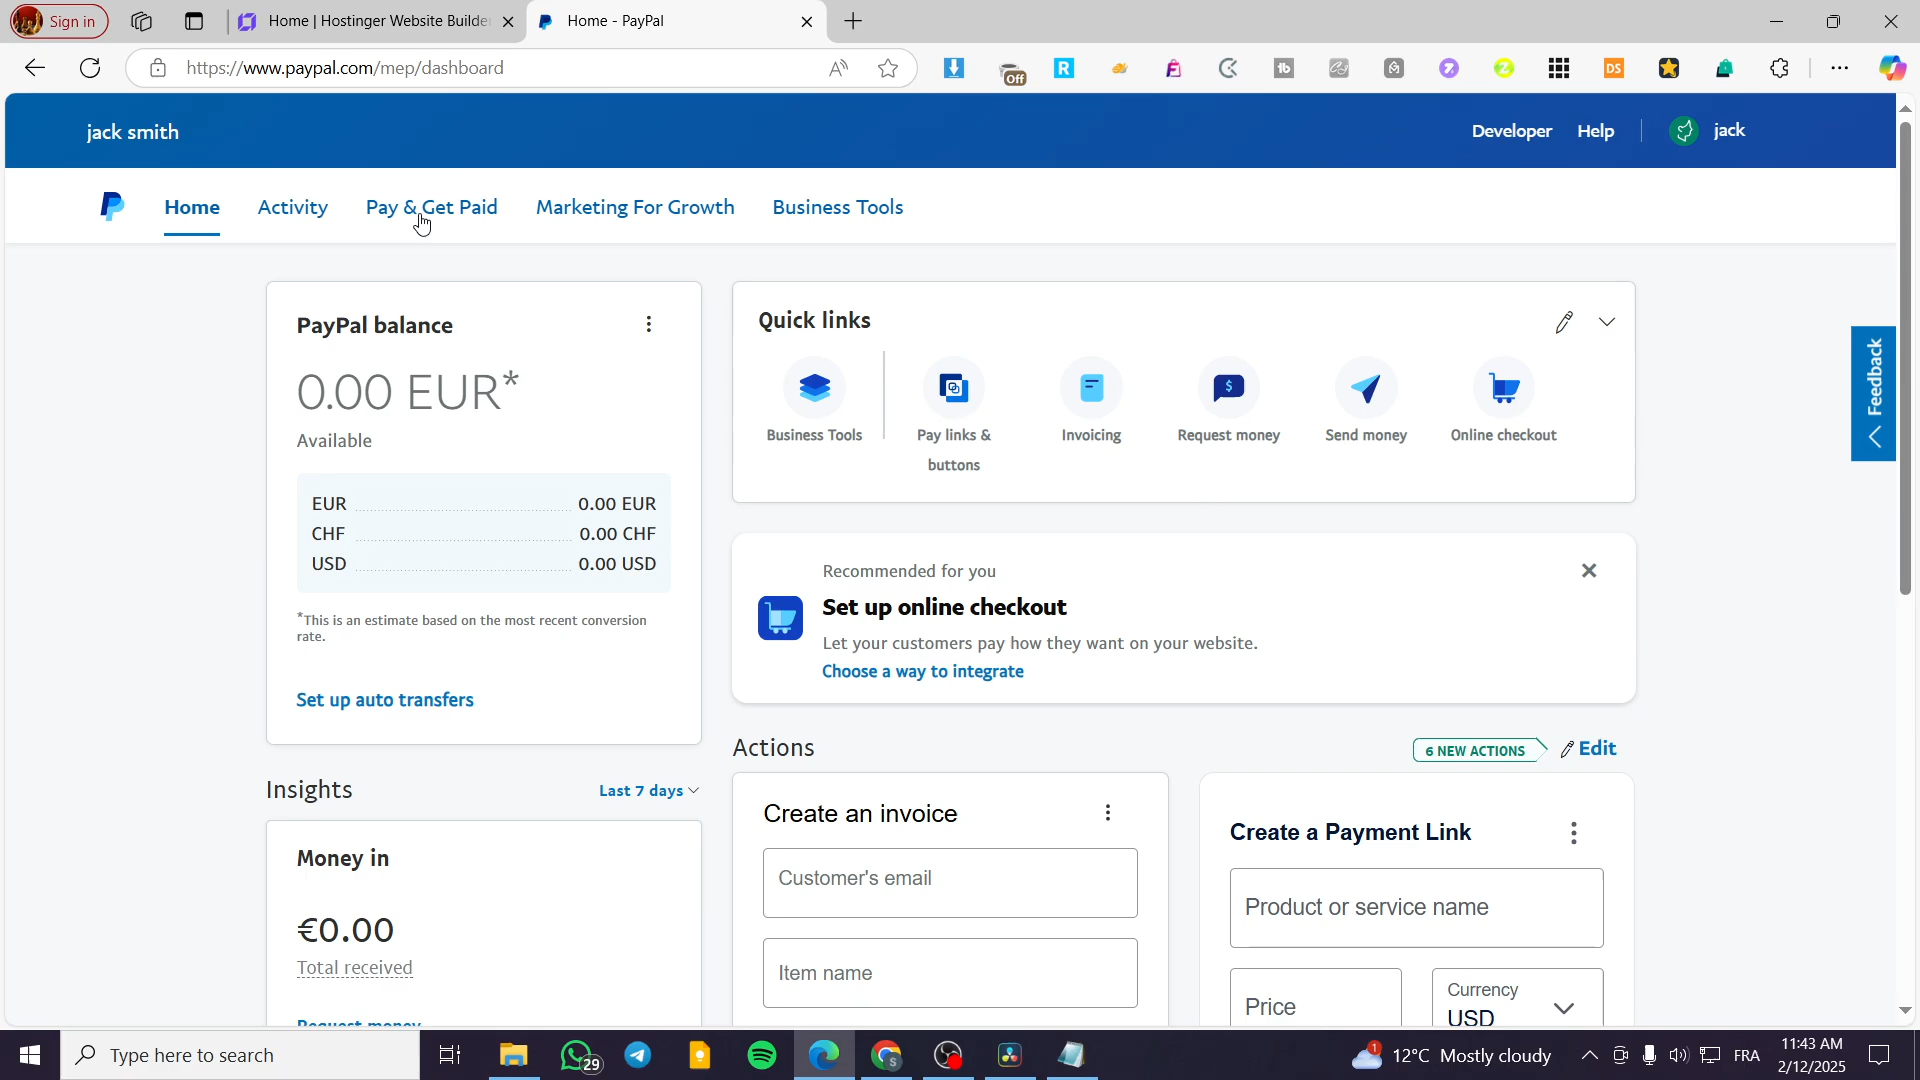 Sign in
Home | Hostinger Website Builde
Home - PayPal
https://www.paypal.com/mep/dashboard
Off
DS
jack smith
Developer
Help
jack
Home
Activity
Pay & Get Paid
Marketing For Growth
Business Tools
PayPal balance
0.00 EUR*
Available
EUR 0.00 EUR
CHF 0.00 CHF
USD 0.00 USD
*This is an estimate based on the most recent conversion
rate.
Set up auto transfers
Insights
Last 7 days
Money in
€0.00
Total received
Request money
Quick links
Business Tools
Pay links &
buttons
Invoicing
Request money
Send money
Online checkout
Recommended for you
Set up online checkout
Let your customers pay how they want on your website.
Choose a way to integrate
Actions
6 NEW ACTIONS
Edit
Create an invoice
Customer's email
Item name
Create a Payment Link
Product or service name
Price
Currency
USD
Feedback
Type here to search
29
1
12°C Mostly cloudy
FRA
11:43 AM
2/12/2025